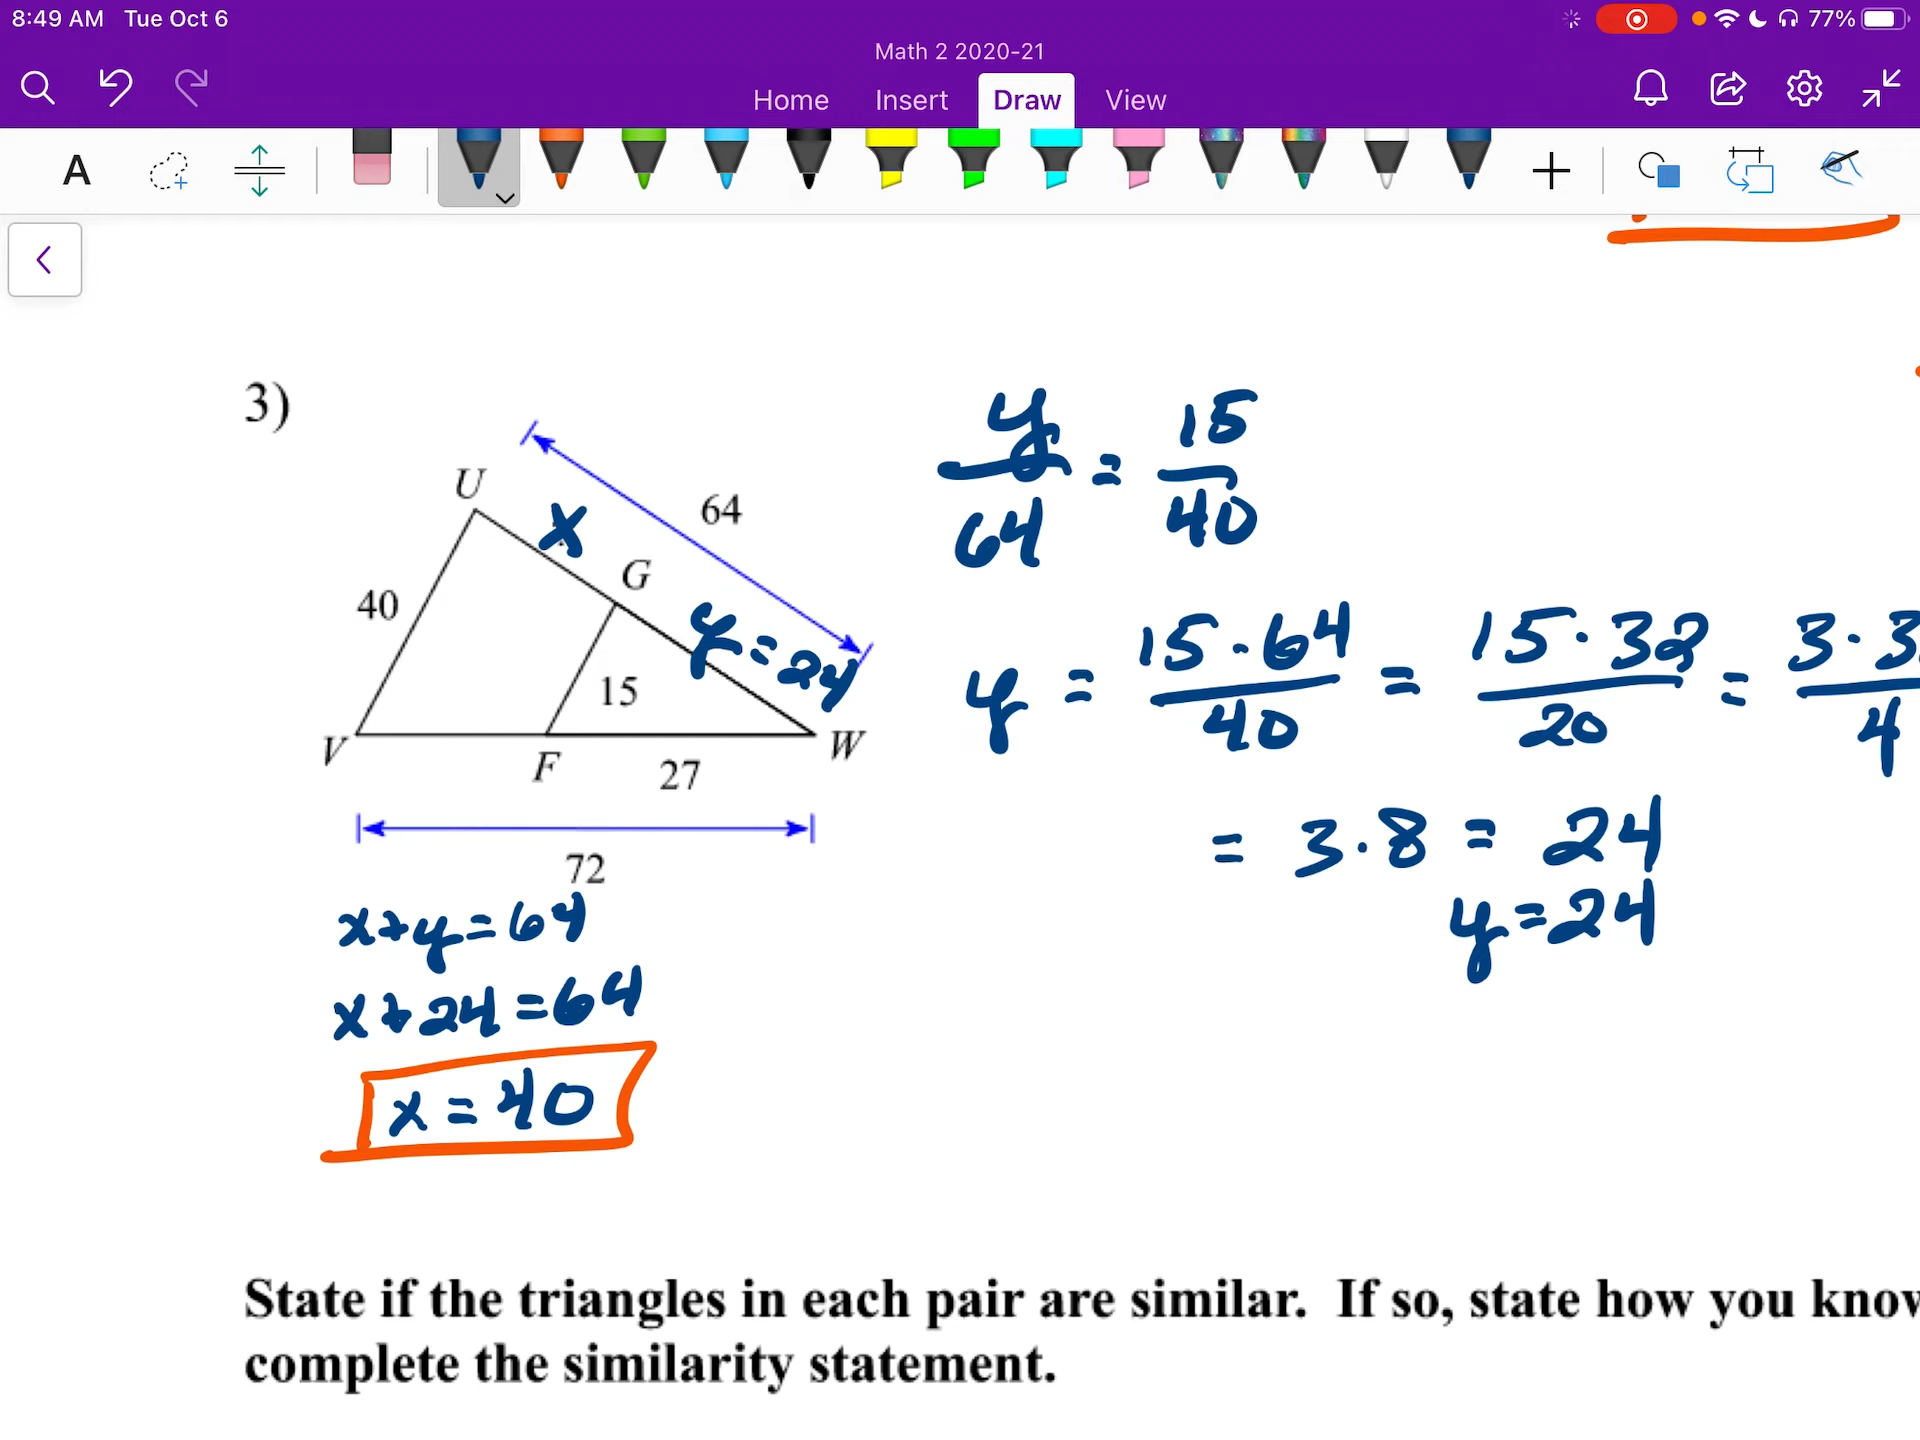 8:49 AM Tue Oct 6
77%
Math 2 2020-21
Home Insert Draw View
A
3)
U
x
64
G
40
y = 24
15
V
F
27
W
72
y/64 = 15/40
y = 15·64/40 = 15·32/20 = 3·3
4
= 3·8 = 24
y=24
x+y=64
x+24=64
x = 40
State if the triangles in each pair are similar. If so, state how you know
complete the similarity statement.